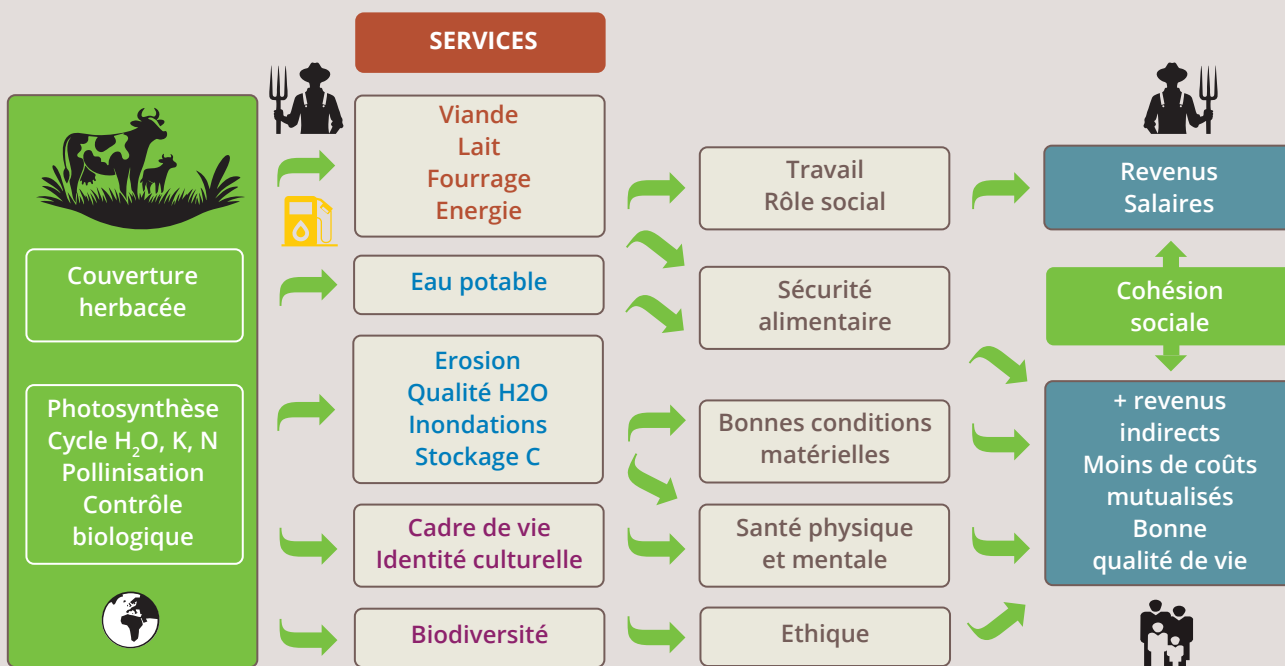 SERVICES
Couverture
herbacée
Photosynthèse
Cycle H₂O, K, N
Pollinisation
Contrôle
biologique
Viande
Lait
Fourrage
Energie
Eau potable
Erosion
Qualité H2O
Inondations
Stockage C
Cadre de vie
Identité culturelle
Biodiversité
Travail
Rôle social
Sécurité
alimentaire
Bonnes conditions
matérielles
Santé physique
et mentale
Ethique
Revenus
Salaires
Cohésion
sociale
+ revenus
indirects
Moins de coûts
mutualisés
Bonne
qualité de vie